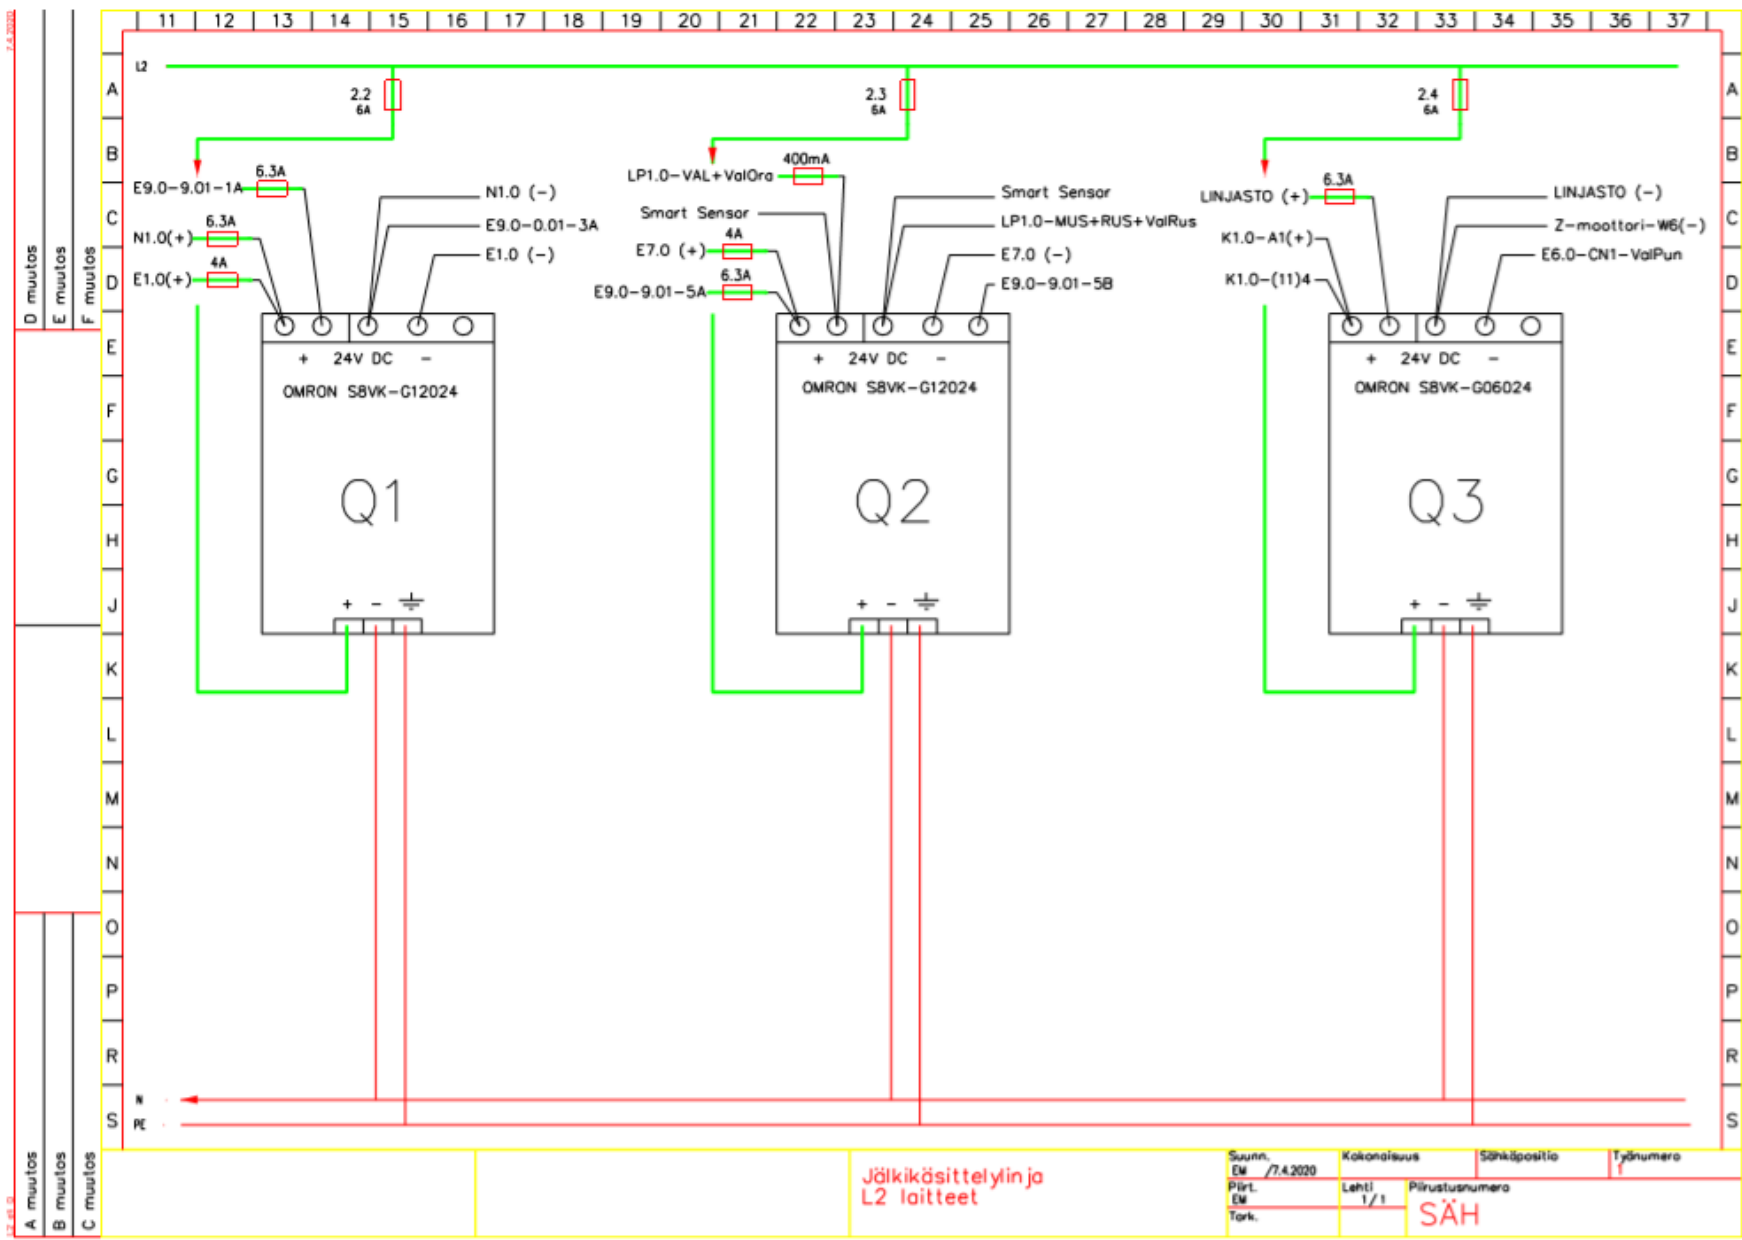 7.4.2020
11 12 13 14 15 16 17 18 19 20 21 22 23 24 25 26 27 28 29 30 31 32 33 34 35 36 37
L2
A A
2.2
6A
2.3
6A
2.4
6A
B B
E9.0-9.01-1A 6.3A
N1.0(+) 6.3A
E1.0(+) 4A
N1.0 (-)
E9.0-0.01-3A
E1.0 (-)
LP1.0-VAL+ValOra 400mA
Smart Sensor
E7.0 (+) 4A
E9.0-9.01-5A 6.3A
Smart Sensor
LP1.0-MUS+RUS+ValRus
E7.0 (-)
E9.0-9.01-5B
LINJASTO (+) 6.3A
K1.0-A1(+)
K1.0-(11)4
LINJASTO (-)
Z-moottori-W6(-)
E6.0-CN1-ValPun
C C
D D
E E
+ 24V DC -
OMRON S8VK-G12024
Q1
+ -
+ 24V DC -
OMRON S8VK-G12024
Q2
+ -
+ 24V DC -
OMRON S8VK-G06024
Q3
+ -
F F
G G
H H
J J
K K
L L
M M
N N
O O
P P
R R
S S
N
PE
D muutos
E muutos
F muutos
A muutos
B muutos
C muutos
Jälkikäsittelylinja
L2 laitteet
Suunn.
EM /7.4.2020
Kokonaisuus
Sähköpositio
Työnumero
1
Piirt.
EM
Lehti
1/1
Piirustusnumero
SÄH
Tark.